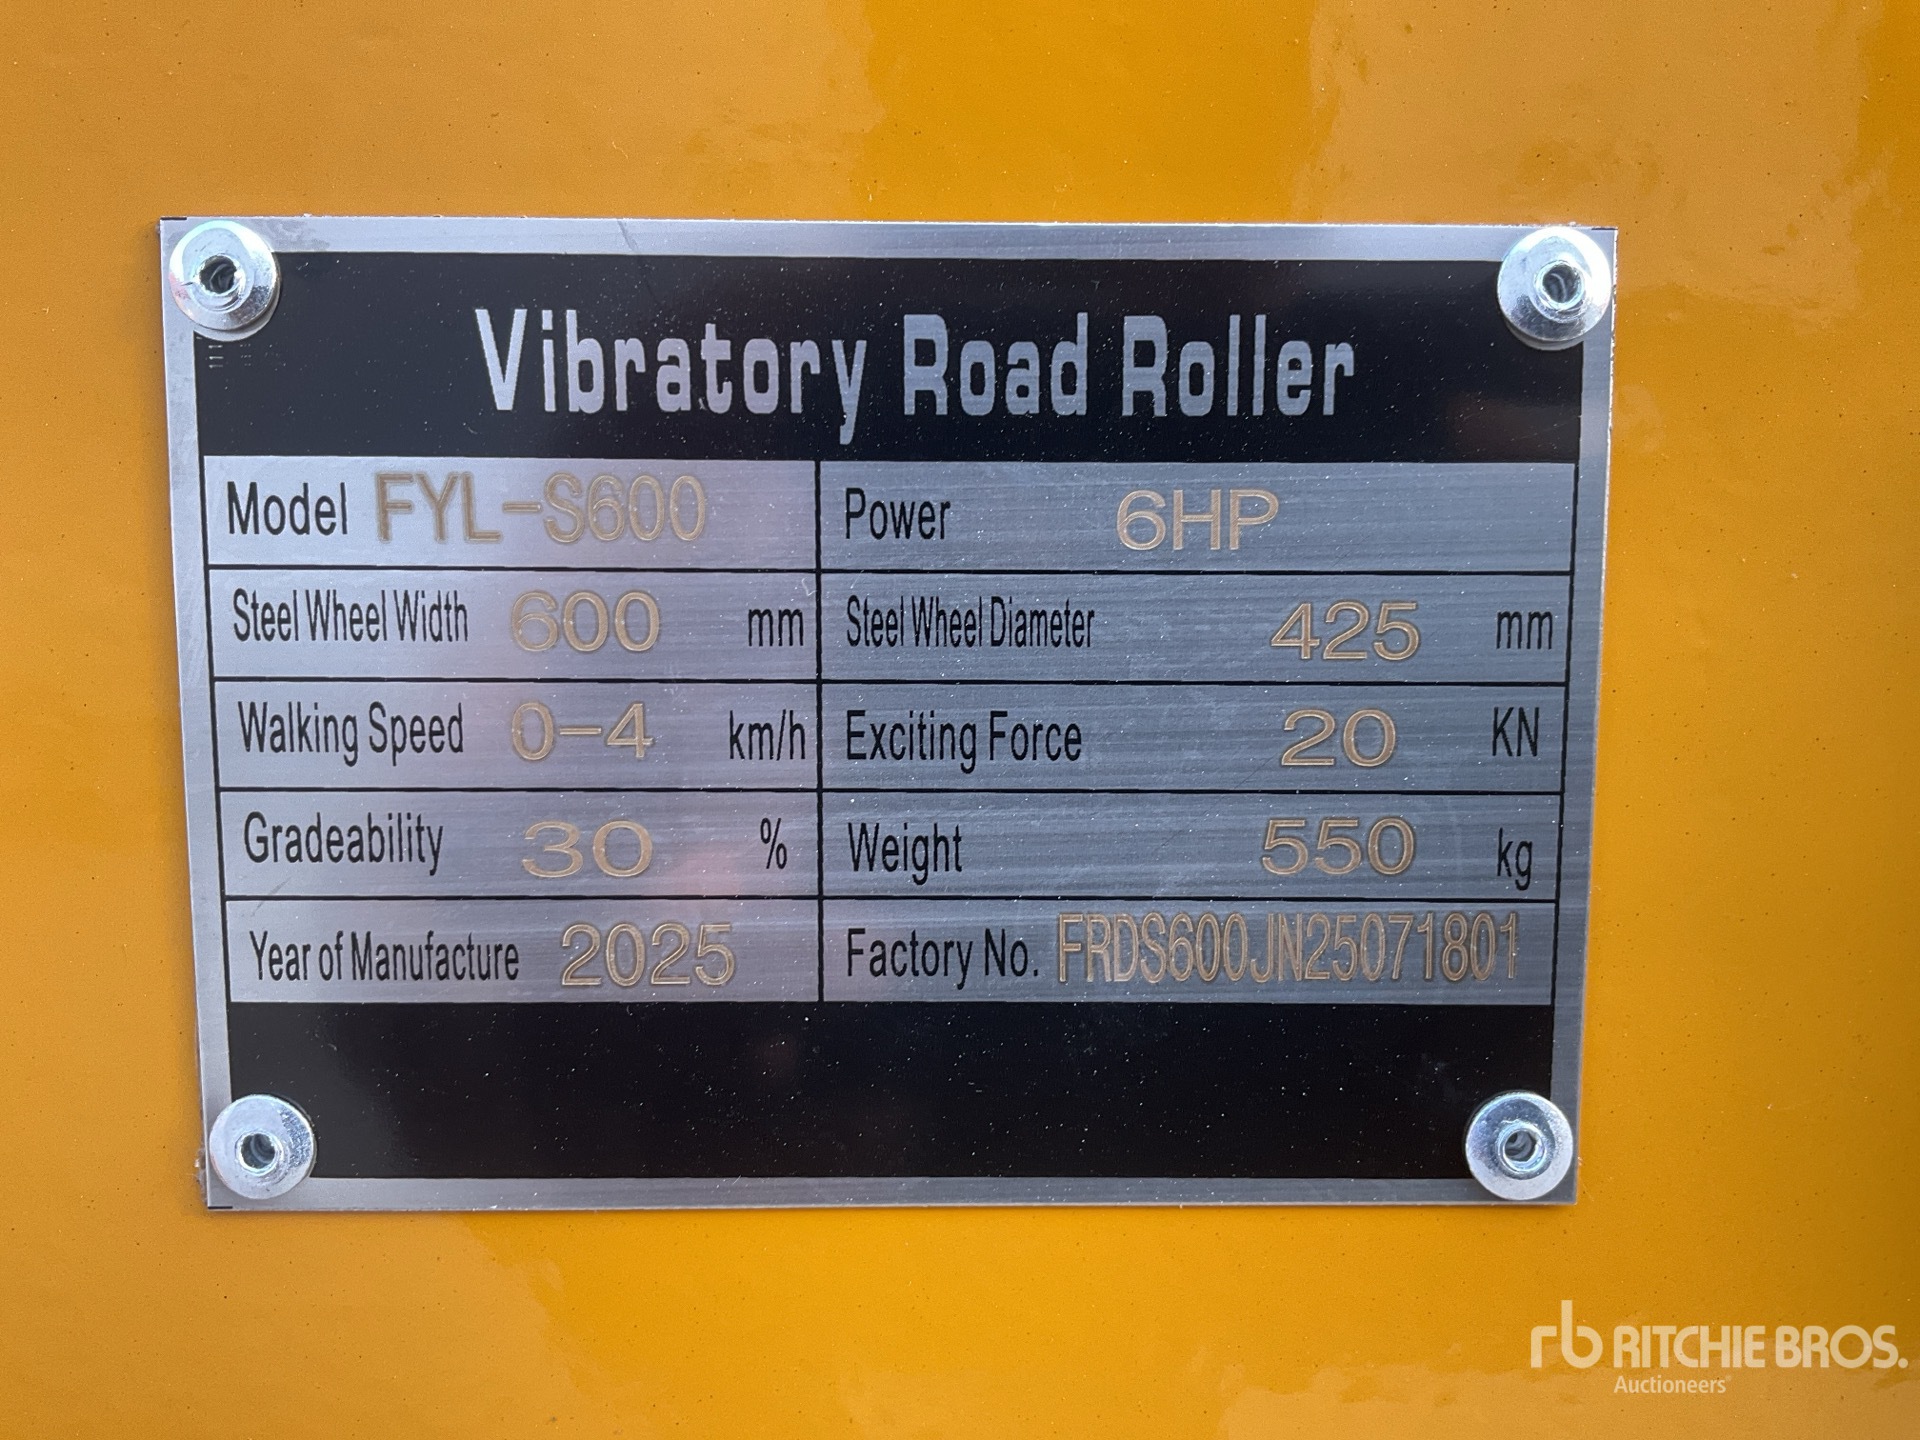 Vibratory Road Roller
Model FYL-S600 Power 6HP
Steel Wheel Width 600 mm Steel Wheel Diameter 425 mm
Walking Speed 0-4 km/h Exciting Force 20 KN
Gradeability 30 % Weight 550 kg
Year of Manufacture 2025 Factory No. FRDS600JN25071801
rb RITCHIE BROS.
Auctioneers